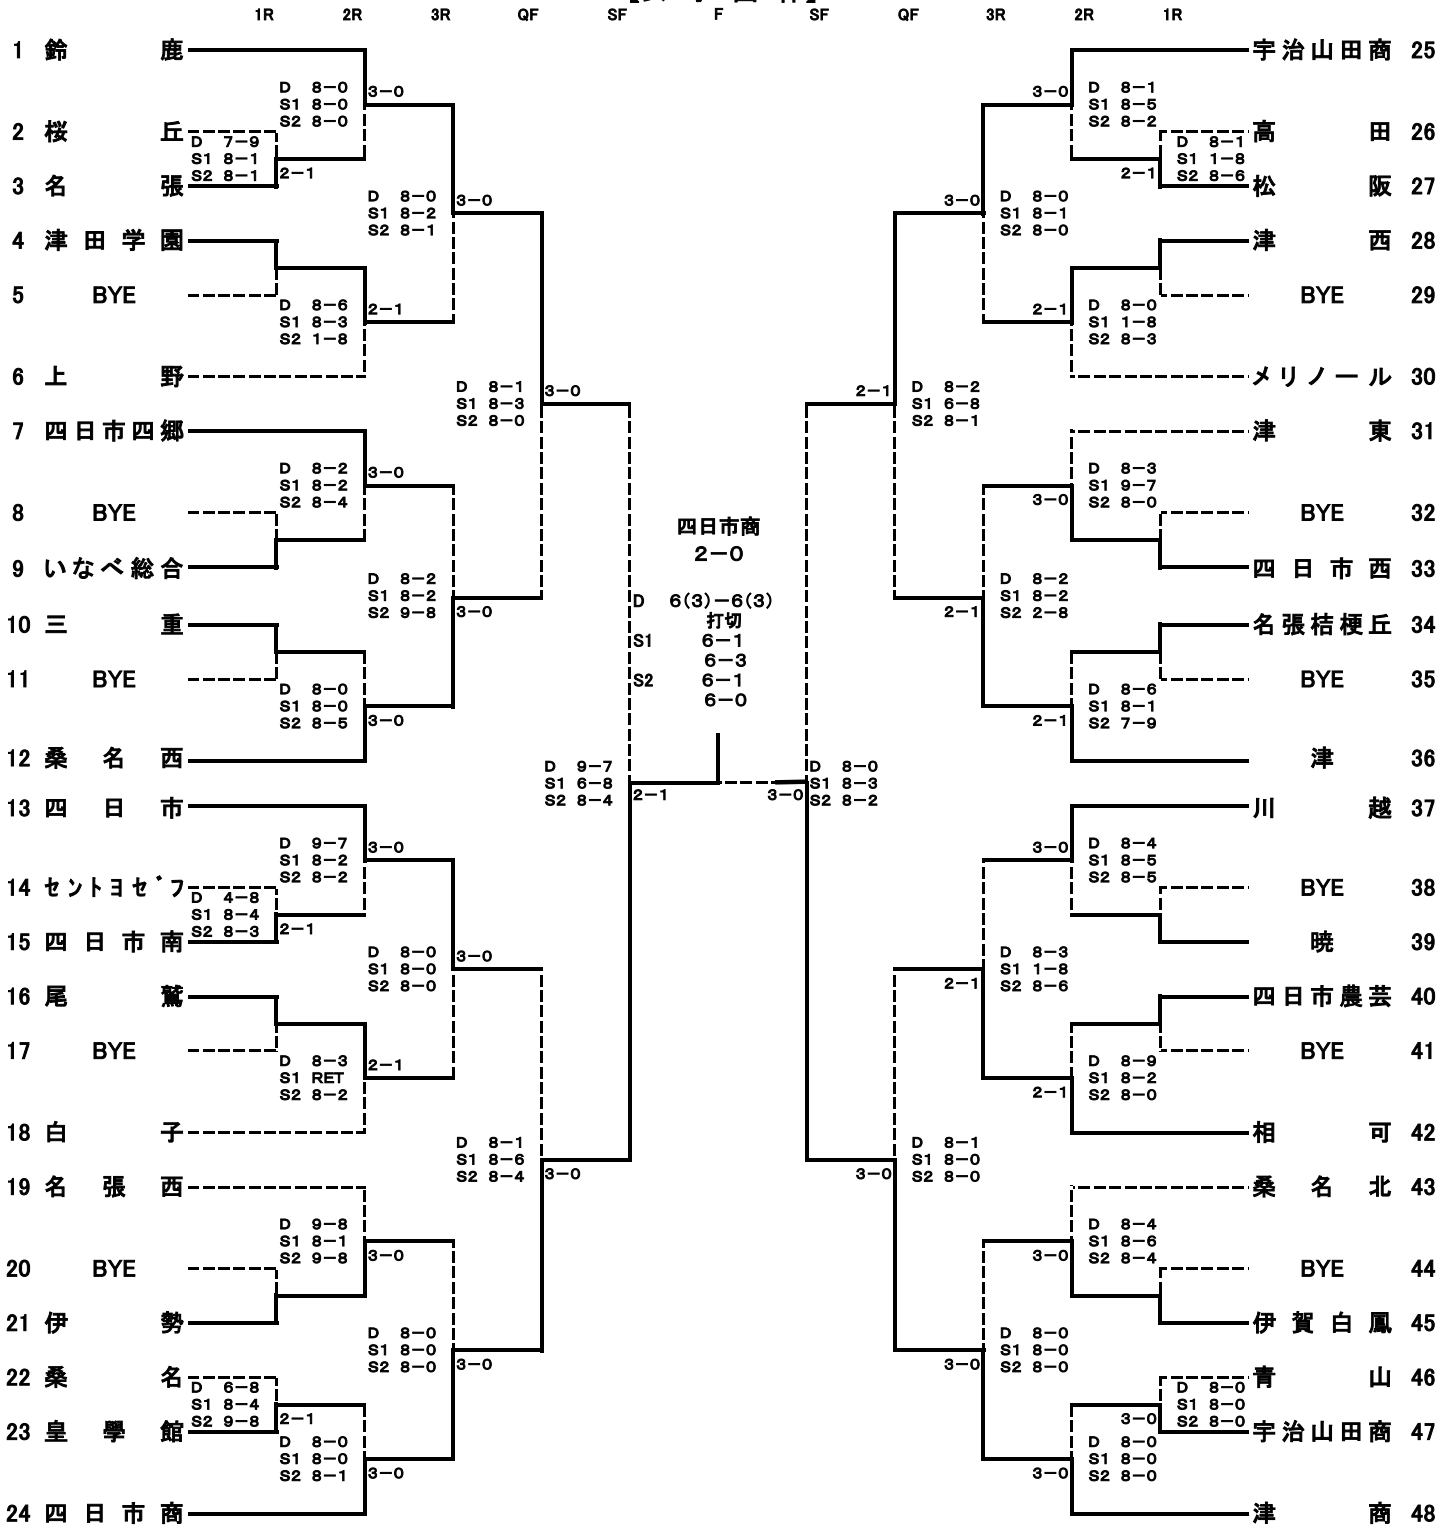 1R 2R 3R QF SF F SF QF 3R 2R 1R
1 鈴鹿
D 8-0
S1 8-0
S2 8-0
3-0
2 桜丘
D 7-9
S1 8-1
S2 8-1
2-1
3 名張
D 8-0
S1 8-2
S2 8-1
3-0
4 津田学園
5 BYE
D 8-6
S1 8-3
S2 1-8
2-1
6 上野
D 8-1
S1 8-3
S2 8-0
3-0
7 四日市四郷
D 8-2
S1 8-2
S2 8-4
3-0
8 BYE
9 いなべ総合
D 8-2
S1 8-2
S2 9-8
3-0
10 三重
11 BYE
D 8-0
S1 8-0
S2 8-5
3-0
12 桑名西
D 9-7
S1 6-8
S2 8-4
2-1
13 四日市
D 9-7
S1 8-2
S2 8-2
3-0
14 セントヨセフ
D 4-8
S1 8-4
S2 8-3
2-1
15 四日市南
D 8-0
S1 8-0
S2 8-0
3-0
16 尾鷲
17 BYE
D 8-3
S1 RET
S2 8-2
2-1
18 白子
D 8-1
S1 8-6
S2 8-4
3-0
19 名張西
D 9-8
S1 8-1
S2 9-8
3-0
20 BYE
21 伊勢
D 8-0
S1 8-0
S2 8-0
3-0
22 桑名
D 6-8
S1 8-4
S2 9-8
2-1
23 皇學館
D 8-0
S1 8-0
S2 8-1
3-0
24 四日市商
四日市商
2-0
D 6(3)-6(3)
打切
S1 6-1
6-3
S2 6-1
6-0
宇治山田商 25
3-0
D 8-1
S1 8-5
S2 8-2
高田 26
D 8-1
S1 1-8
S2 8-6
2-1
松阪 27
3-0
D 8-0
S1 8-1
S2 8-0
津西 28
BYE 29
2-1
D 8-0
S1 1-8
S2 8-3
メリノール 30
2-1
D 8-2
S1 6-8
S2 8-1
津東 31
D 8-3
S1 9-7
S2 8-0
3-0
BYE 32
四日市西 33
D 8-2
S1 8-2
S2 2-8
2-1
名張桔梗丘 34
BYE 35
D 8-6
S1 8-1
S2 7-9
2-1
津 36
D 8-0
S1 8-3
S2 8-2
3-0
川越 37
3-0
D 8-4
S1 8-5
S2 8-5
BYE 38
暁 39
D 8-3
S1 1-8
S2 8-6
2-1
四日市農芸 40
BYE 41
D 8-9
S1 8-2
S2 8-0
2-1
相可 42
D 8-1
S1 8-0
S2 8-0
3-0
桑名北 43
D 8-4
S1 8-6
S2 8-4
3-0
BYE 44
伊賀白鳳 45
D 8-0
S1 8-0
S2 8-0
3-0
青山 46
D 8-0
S1 8-0
S2 8-0
3-0
宇治山田商 47
D 8-0
S1 8-0
S2 8-0
3-0
津商 48